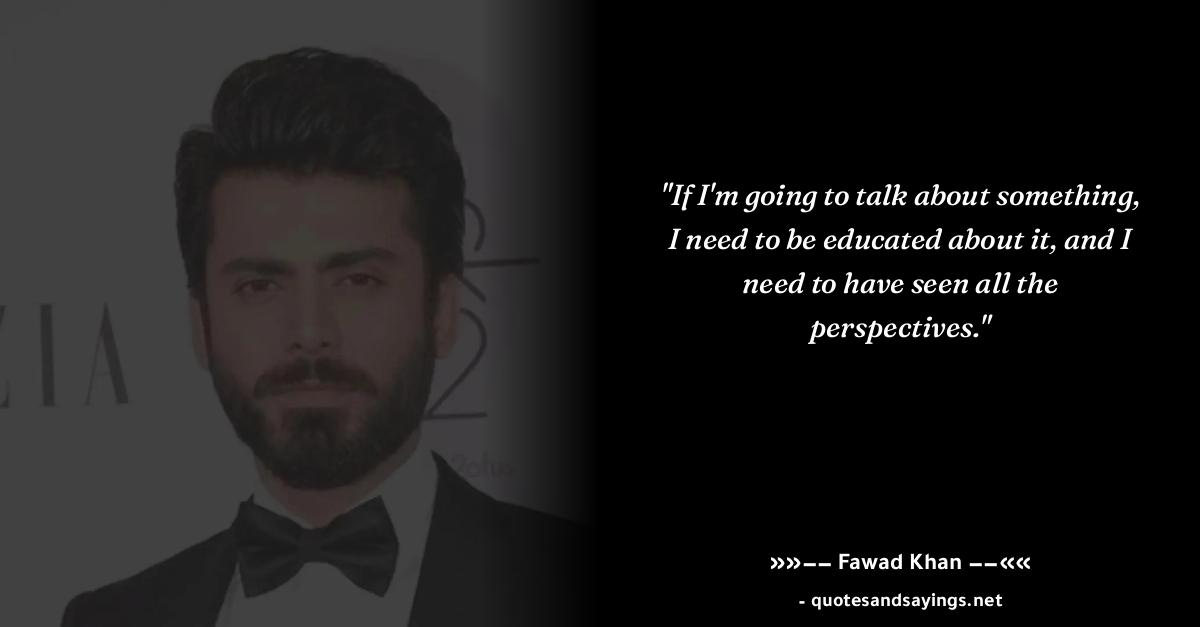 ZIA
"If I'm going to talk about something,
I need to be educated about it, and I
need to have seen all the
perspectives."
»»–– Fawad Khan ––««
- quotesandsayings.net